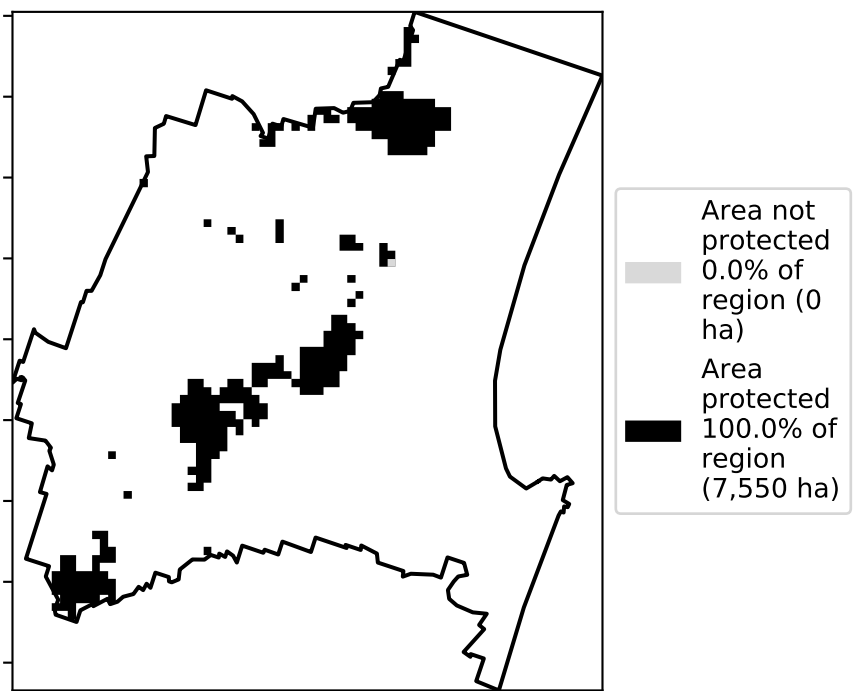 Area not
protected
0.0% of
region (0
ha)
Area
protected
100.0% of
region
(7,550 ha)